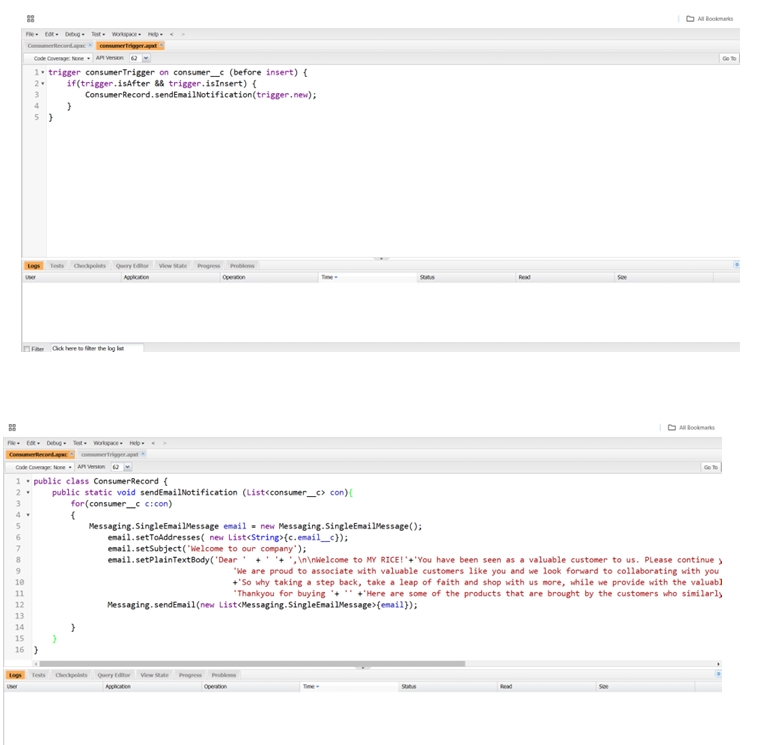 All Bookmarks
File Edit Debug Test Workspace Help < >
ConsumerRecord.apxc consumerTrigger.apxt
Code Coverage: None API Version: 62 Go To
1 trigger consumerTrigger on consumer__c (before insert) {
2 if(trigger.isAfter && trigger.isInsert) {
3 ConsumerRecord.sendEmailNotification(trigger.new);
4 }
5 }
Logs Tests Checkpoints Query Editor View State Progress Problems
User Application Operation Time Status Read Size
Filter Click here to filter the log list
All Bookmarks
File Edit Debug Test Workspace Help < >
ConsumerRecord.apxc consumerTrigger.apxt
Code Coverage: None API Version: 62 Go To
1 public class ConsumerRecord {
2 public static void sendEmailNotification (List<consumer__c> con){
3 for(consumer__c c:con)
4 {
5 Messaging.SingleEmailMessage email = new Messaging.SingleEmailMessage();
6 email.setToAddresses( new List<String>{c.email__c});
7 email.setSubject('Welcome to our company');
8 email.setPlainTextBody('Dear ' + ' '+ ',\n\nWelcome to MY RICE!'+'You have been seen as a valuable customer to us. PLease continue y
9 'We are proud to associate with valuable customers like you and we look forward to collaborating with you
10 +'So why taking a step back, take a leap of faith and shop with us more, while we provide with the valuabl
11 'Thankyou for buying '+ '' +'Here are some of the products that are brought by the customers who similarly
12 Messaging.sendEmail(new List<Messaging.SingleEmailMessage>{email});
13
14 }
15 }
16 }
Logs Tests Checkpoints Query Editor View State Progress Problems
User Application Operation Time Status Read Size